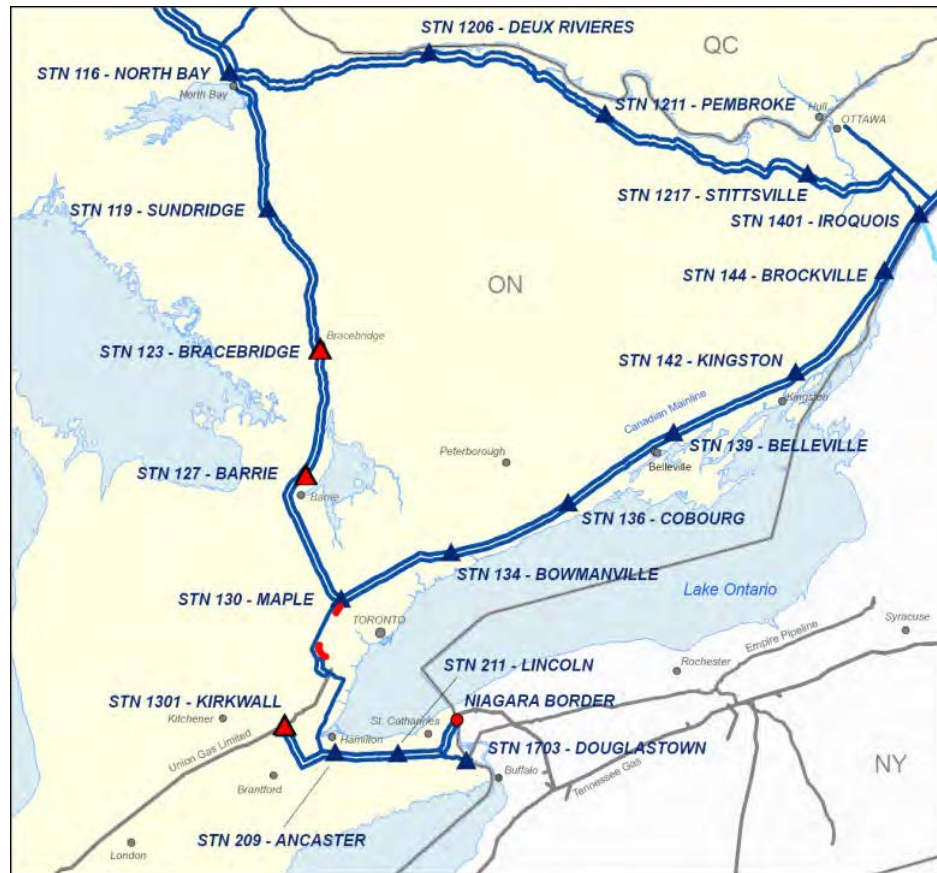 STN 1206 - DEUX RIVIERES
QC
STN 116 - NORTH BAY
North Bay
STN 1211 - PEMBROKE
Hull
OTTAWA
STN 1217 - STITTSVILLE
STN 119 - SUNDRIDGE
STN 1401 - IROQUOIS
ON
STN 144 - BROCKVILLE
Bracebridge
STN 123 - BRACEBRIDGE
STN 142 - KINGSTON
Kingston
Canadian Mainline
STN 139 - BELLEVILLE
Peterborough
Belleville
STN 127 - BARRIE
Barrie
STN 136 - COBOURG
STN 134 - BOWMANVILLE
Lake Ontario
STN 130 - MAPLE
TORONTO
Syracuse
Empire Pipeline
Rochester
STN 211 - LINCOLN
STN 1301 - KIRKWALL
NIAGARA BORDER
Kitchener
St. Catharines
Hamilton
Union Gas Limited
STN 1703 - DOUGLASTOWN
Buffalo
Tennessee Gas
NY
Brantford
STN 209 - ANCASTER
London